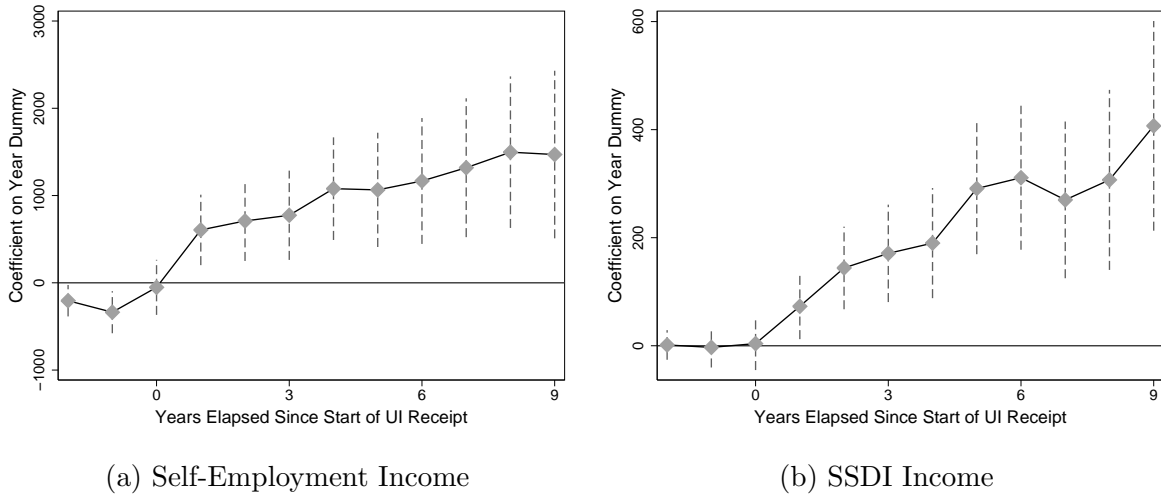 3000
2000
1000
0
−1000
Coefficient on Year Dummy
0 3 6 9
Years Elapsed Since Start of UI Receipt
(a) Self-Employment Income
600
400
200
0
Coefficient on Year Dummy
0 3 6 9
Years Elapsed Since Start of UI Receipt
(b) SSDI Income